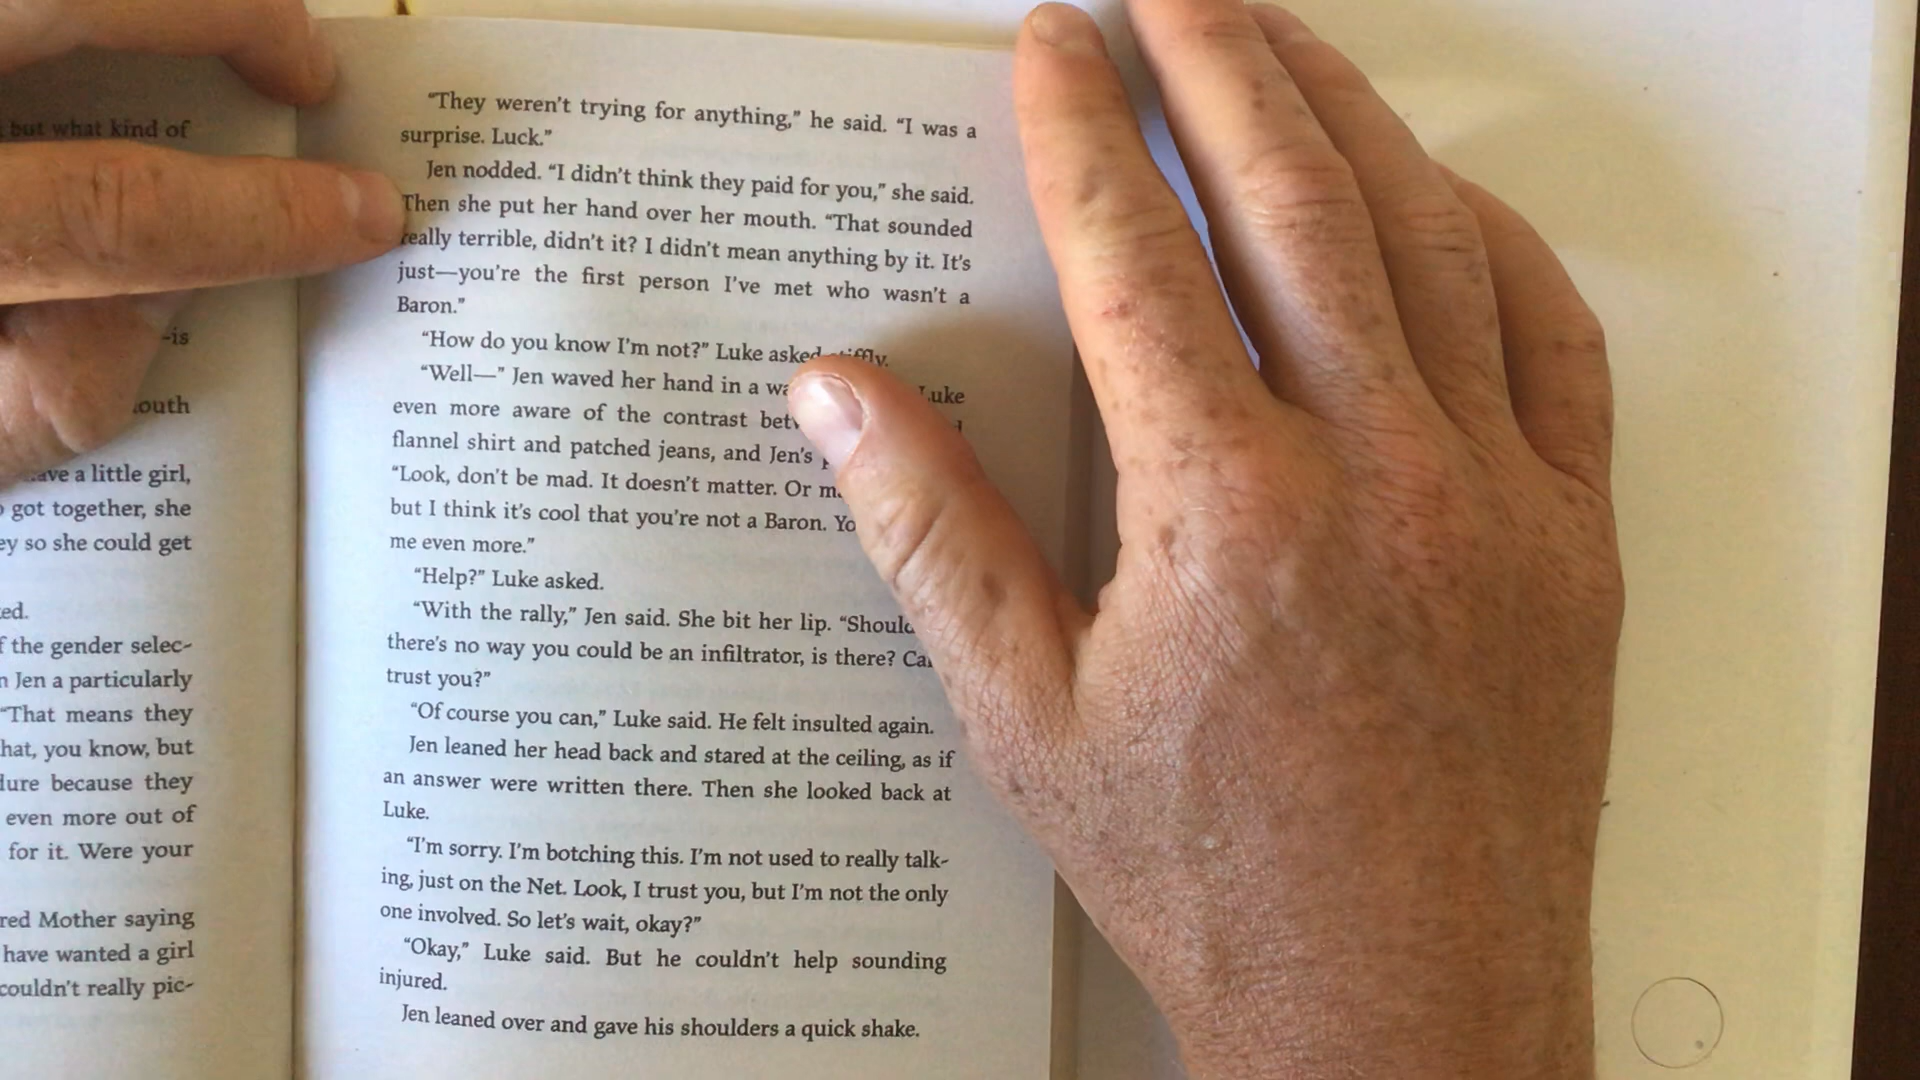 but what kind of
-is
outh
ave a little girl,
got together, she
ey so she could get
ed.
f the gender selec-
n Jen a particularly
"That means they
hat, you know, but
dure because they
even more out of
for it. Were your
red Mother saying
have wanted a girl
couldn't really pic-
"They weren't trying for anything," he said. "I was a
surprise. Luck."
Jen nodded. "I didn't think they paid for you," she said.
Then she put her hand over her mouth. "That sounded
really terrible, didn't it? I didn't mean anything by it. It's
just—you're the first person I've met who wasn't a
Baron."
"How do you know I'm not?" Luke asked stiffly.
"Well—" Jen waved her hand in a Luke
even more aware of the contrast
flannel shirt and patched jeans, and Jen's
"Look, don't be mad. It doesn't matter. Or
but I think it's cool that you're not a Baron.
me even more."
"Help?" Luke asked.
"With the rally," Jen said. She bit her lip. "Should
there's no way you could be an infiltrator, is there?
trust you?"
"Of course you can," Luke said. He felt insulted again.
Jen leaned her head back and stared at the ceiling, as if
an answer were written there. Then she looked back at
Luke.
"I'm sorry. I'm botching this. I'm not used to really talk-
ing, just on the Net. Look, I trust you, but I'm not the only
one involved. So let's wait, okay?"
"Okay," Luke said. But he couldn't help sounding
injured.
Jen leaned over and gave his shoulders a quick shake.